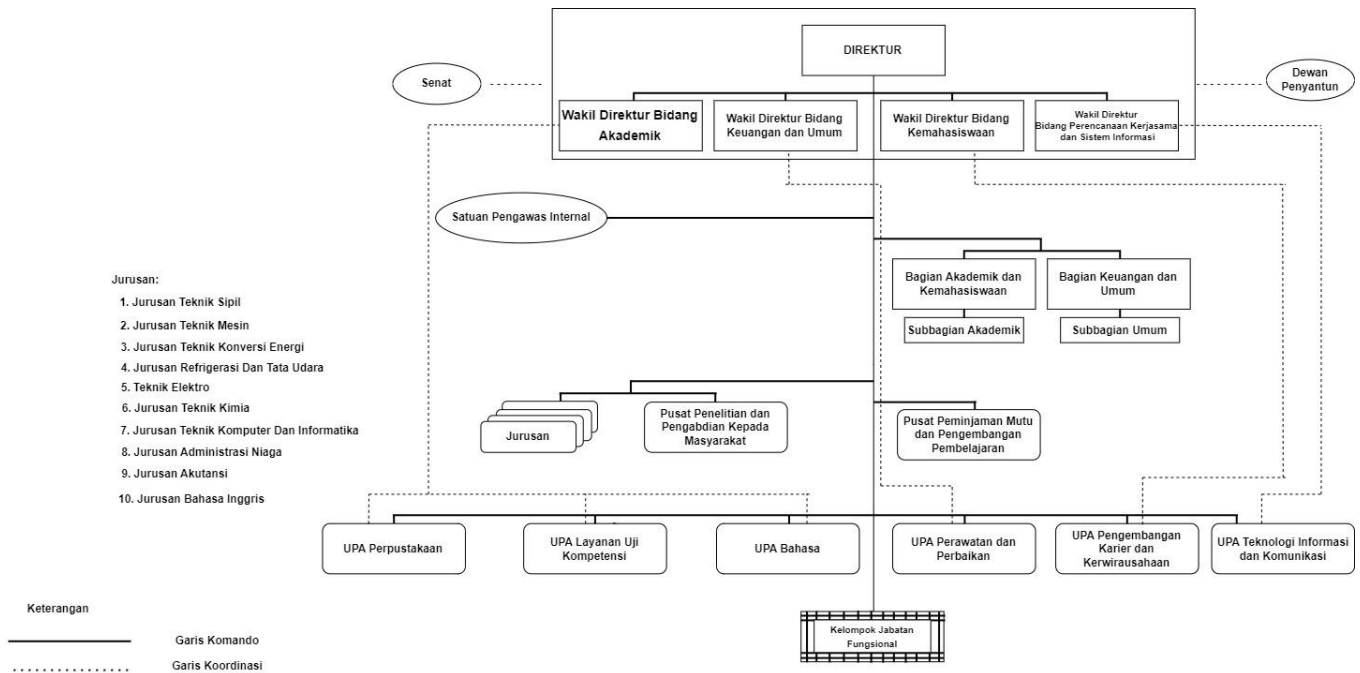 DIREKTUR
Senat
Dewan
Penyantun
Wakil Direktur Bidang
Akademik
Wakil Direktur Bidang
Keuangan dan Umum
Wakil Direktur Bidang
Kemahasiswaan
Wakil Direktur
Bidang Perencanaan Kerjasama
dan Sistem Informasi
Satuan Pengawas Internal
Bagian Akademik dan
Kemahasiswaan
Bagian Keuangan dan
Umum
Subbagian Akademik
Subbagian Umum
Jurusan:
1. Jurusan Teknik Sipil
2. Jurusan Teknik Mesin
3. Jurusan Teknik Konversi Energi
4. Jurusan Refrigerasi Dan Tata Udara
5. Teknik Elektro
6. Jurusan Teknik Kimia
7. Jurusan Teknik Komputer Dan Informatika
8. Jurusan Administrasi Niaga
9. Jurusan Akutansi
10. Jurusan Bahasa Inggris
Jurusan
Pusat Penelitian dan
Pengabdian Kepada
Masyarakat
Pusat Peminjaman Mutu
dan Pengembangan
Pembelajaran
UPA Perpustakaan
UPA Layanan Uji
Kompetensi
UPA Bahasa
UPA Perawatan dan
Perbaikan
UPA Pengembangan
Karier dan
Kerwirausahaan
UPA Teknologi Informasi
dan Komunikasi
Kelompok Jabatan
Fungsional
Keterangan
Garis Komando
Garis Koordinasi